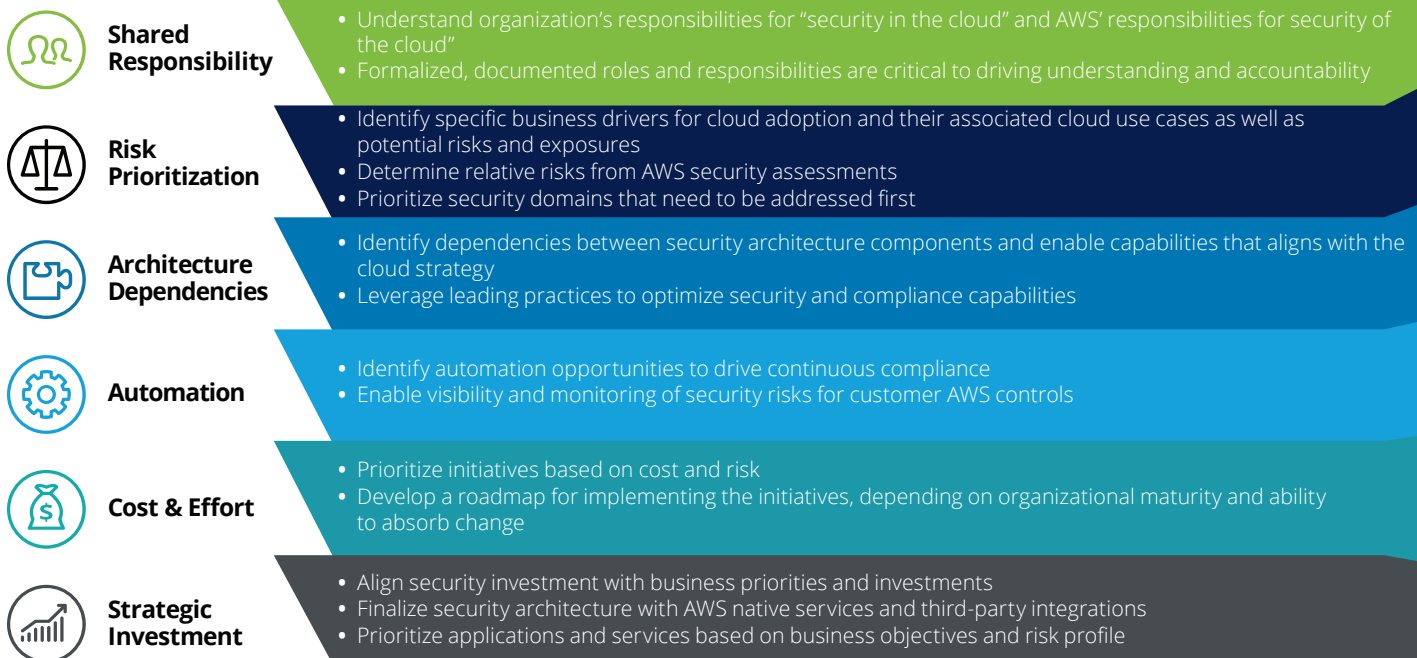 Shared
Responsibility
• Understand organization’s responsibilities for “security in the cloud” and AWS’ responsibilities for security of
the cloud”
• Formalized, documented roles and responsibilities are critical to driving understanding and accountability
Risk
Prioritization
• Identify specific business drivers for cloud adoption and their associated cloud use cases as well as
potential risks and exposures
• Determine relative risks from AWS security assessments
• Prioritize security domains that need to be addressed first
Architecture
Dependencies
• Identify dependencies between security architecture components and enable capabilities that aligns with the
cloud strategy
• Leverage leading practices to optimize security and compliance capabilities
Automation
• Identify automation opportunities to drive continuous compliance
• Enable visibility and monitoring of security risks for customer AWS controls
$
Cost & Effort
• Prioritize initiatives based on cost and risk
• Develop a roadmap for implementing the initiatives, depending on organizational maturity and ability
to absorb change
Strategic
Investment
• Align security investment with business priorities and investments
• Finalize security architecture with AWS native services and third-party integrations
• Prioritize applications and services based on business objectives and risk profile